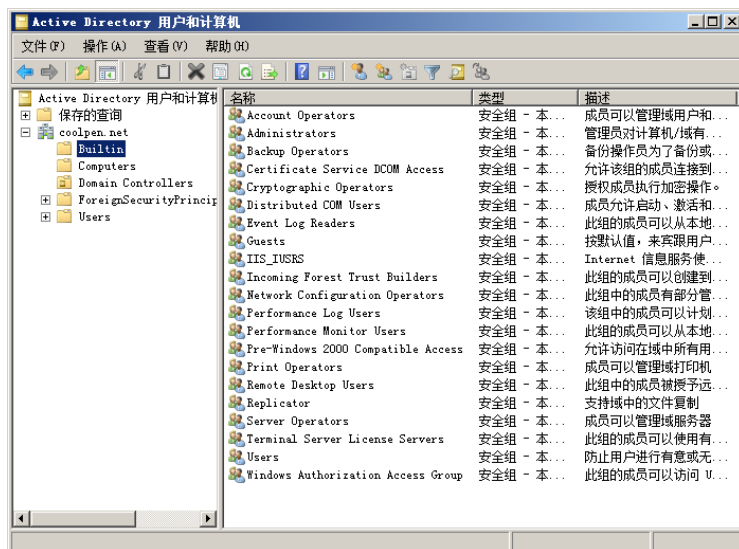 Active Directory 用户和计算机
文件(F) 操作(A) 查看(V) 帮助(H)
Active Directory 用户和计算机
保存的查询
coolpen.net
Builtin
Computers
Domain Controllers
ForeignSecurityPrincip
Users
名称 类型 描述
Account Operators 安全组 - 本... 成员可以管理域用户和...
Administrators 安全组 - 本... 管理员对计算机/域有...
Backup Operators 安全组 - 本... 备份操作员为了备份或...
Certificate Service DCOM Access 安全组 - 本... 允许该组的成员连接到...
Cryptographic Operators 安全组 - 本... 授权成员执行加密操作。
Distributed COM Users 安全组 - 本... 成员允许启动、激活和...
Event Log Readers 安全组 - 本... 此组的成员可以从本地...
Guests 安全组 - 本... 按默认值，来宾跟用户...
IIS_IUSRS 安全组 - 本... Internet 信息服务使...
Incoming Forest Trust Builders 安全组 - 本... 此组的成员可以创建到...
Network Configuration Operators 安全组 - 本... 此组中的成员有部分管...
Performance Log Users 安全组 - 本... 该组中的成员可以计划...
Performance Monitor Users 安全组 - 本... 此组的成员可以从本地...
Pre-Windows 2000 Compatible Access 安全组 - 本... 允许访问在域中所有用...
Print Operators 安全组 - 本... 成员可以管理域打印机
Remote Desktop Users 安全组 - 本... 此组中的成员被授予远...
Replicator 安全组 - 本... 支持域中的文件复制
Server Operators 安全组 - 本... 成员可以管理域服务器
Terminal Server License Servers 安全组 - 本... 此组的成员可以使用有...
Users 安全组 - 本... 防止用户进行有意或无...
Windows Authorization Access Group 安全组 - 本... 此组的成员可以访问 U...